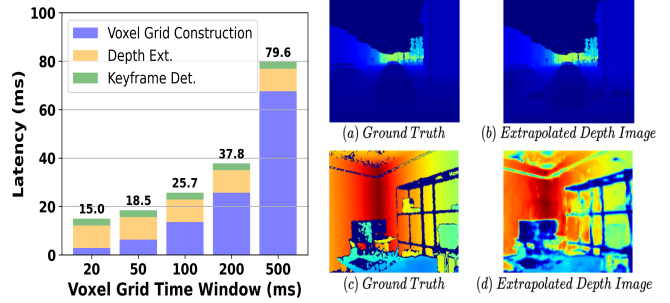 Latency (ms)
100
80
60
40
20
0
Voxel Grid Construction
Depth Ext.
Keyframe Det.
15.0
18.5
25.7
37.8
79.6
20 50 100 200 500
Voxel Grid Time Window (ms)
(a) Ground Truth
(b) Extrapolated Depth Image
(c) Ground Truth
(d) Extrapolated Depth Image